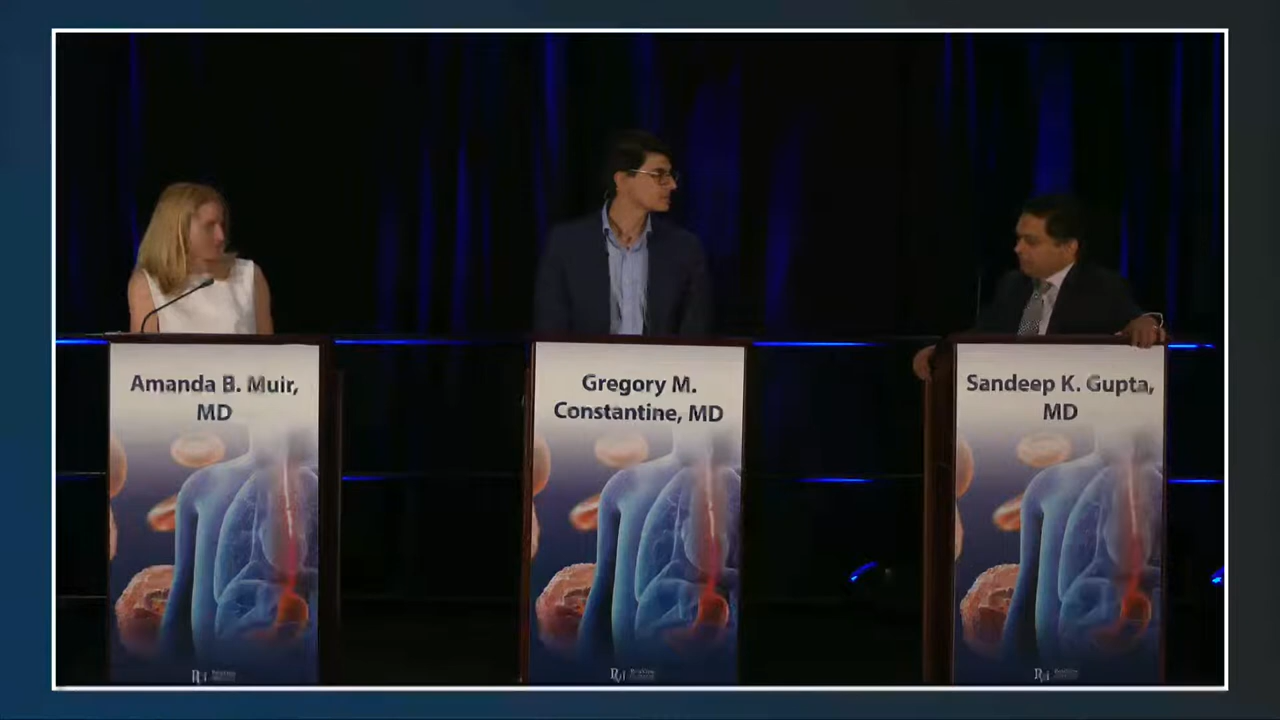 Amanda B. Muir,
MD
Gregory M.
Constantine, MD
Sandeep K. Gupta,
MD